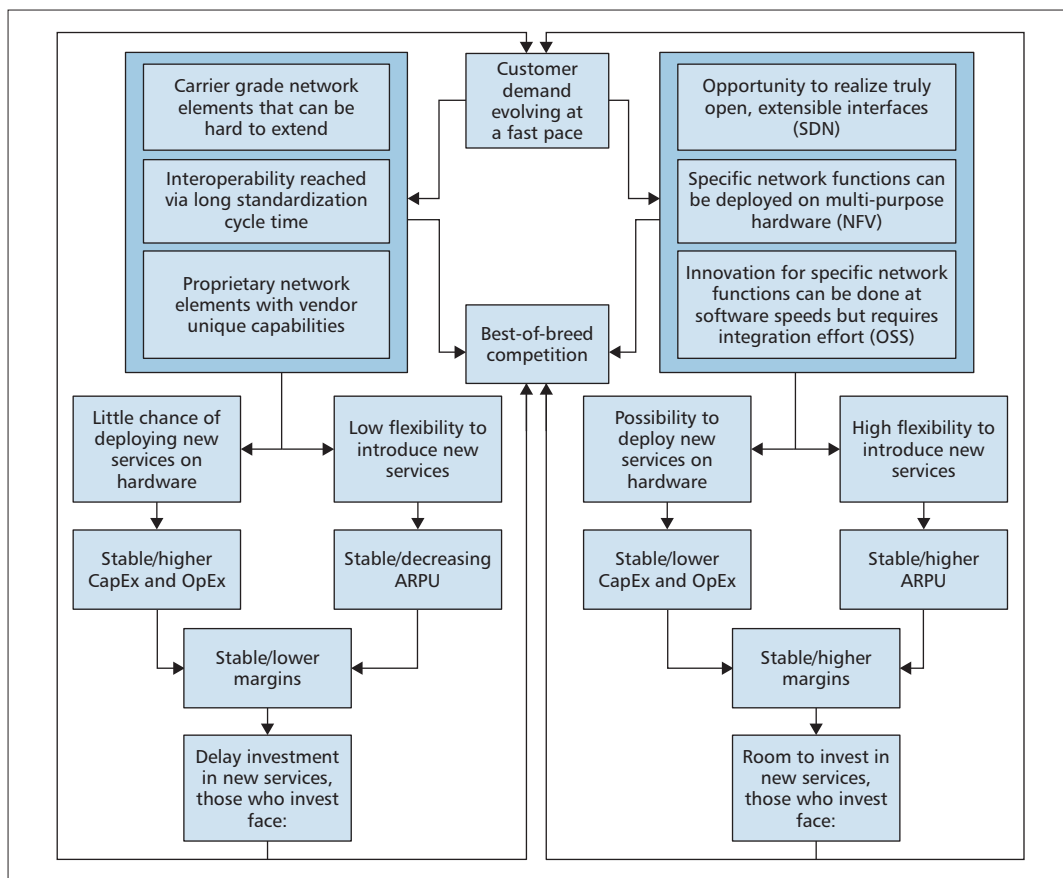 Customer
demand
evolving at
a fast pace
Carrier grade network
elements that can be
hard to extend
Interoperability reached
via long standardization
cycle time
Proprietary network
elements with vendor
unique capabilities
Opportunity to realize truly
open, extensible interfaces
(SDN)
Specific network functions can
be deployed on multi-purpose
hardware (NFV)
Innovation for specific network
functions can be done at
software speeds but requires
integration effort (OSS)
Best-of-breed
competition
Little chance of
deploying new
services on
hardware
Low flexibility to
introduce new
services
Stable/higher
CapEx and OpEx
Stable/decreasing
ARPU
Stable/lower
margins
Delay investment
in new services,
those who invest
face:
Possibility to
deploy new
services on
hardware
High flexibility to
introduce new
services
Stable/lower
CapEx and OpEx
Stable/higher
ARPU
Stable/higher
margins
Room to invest in
new services,
those who invest
face: